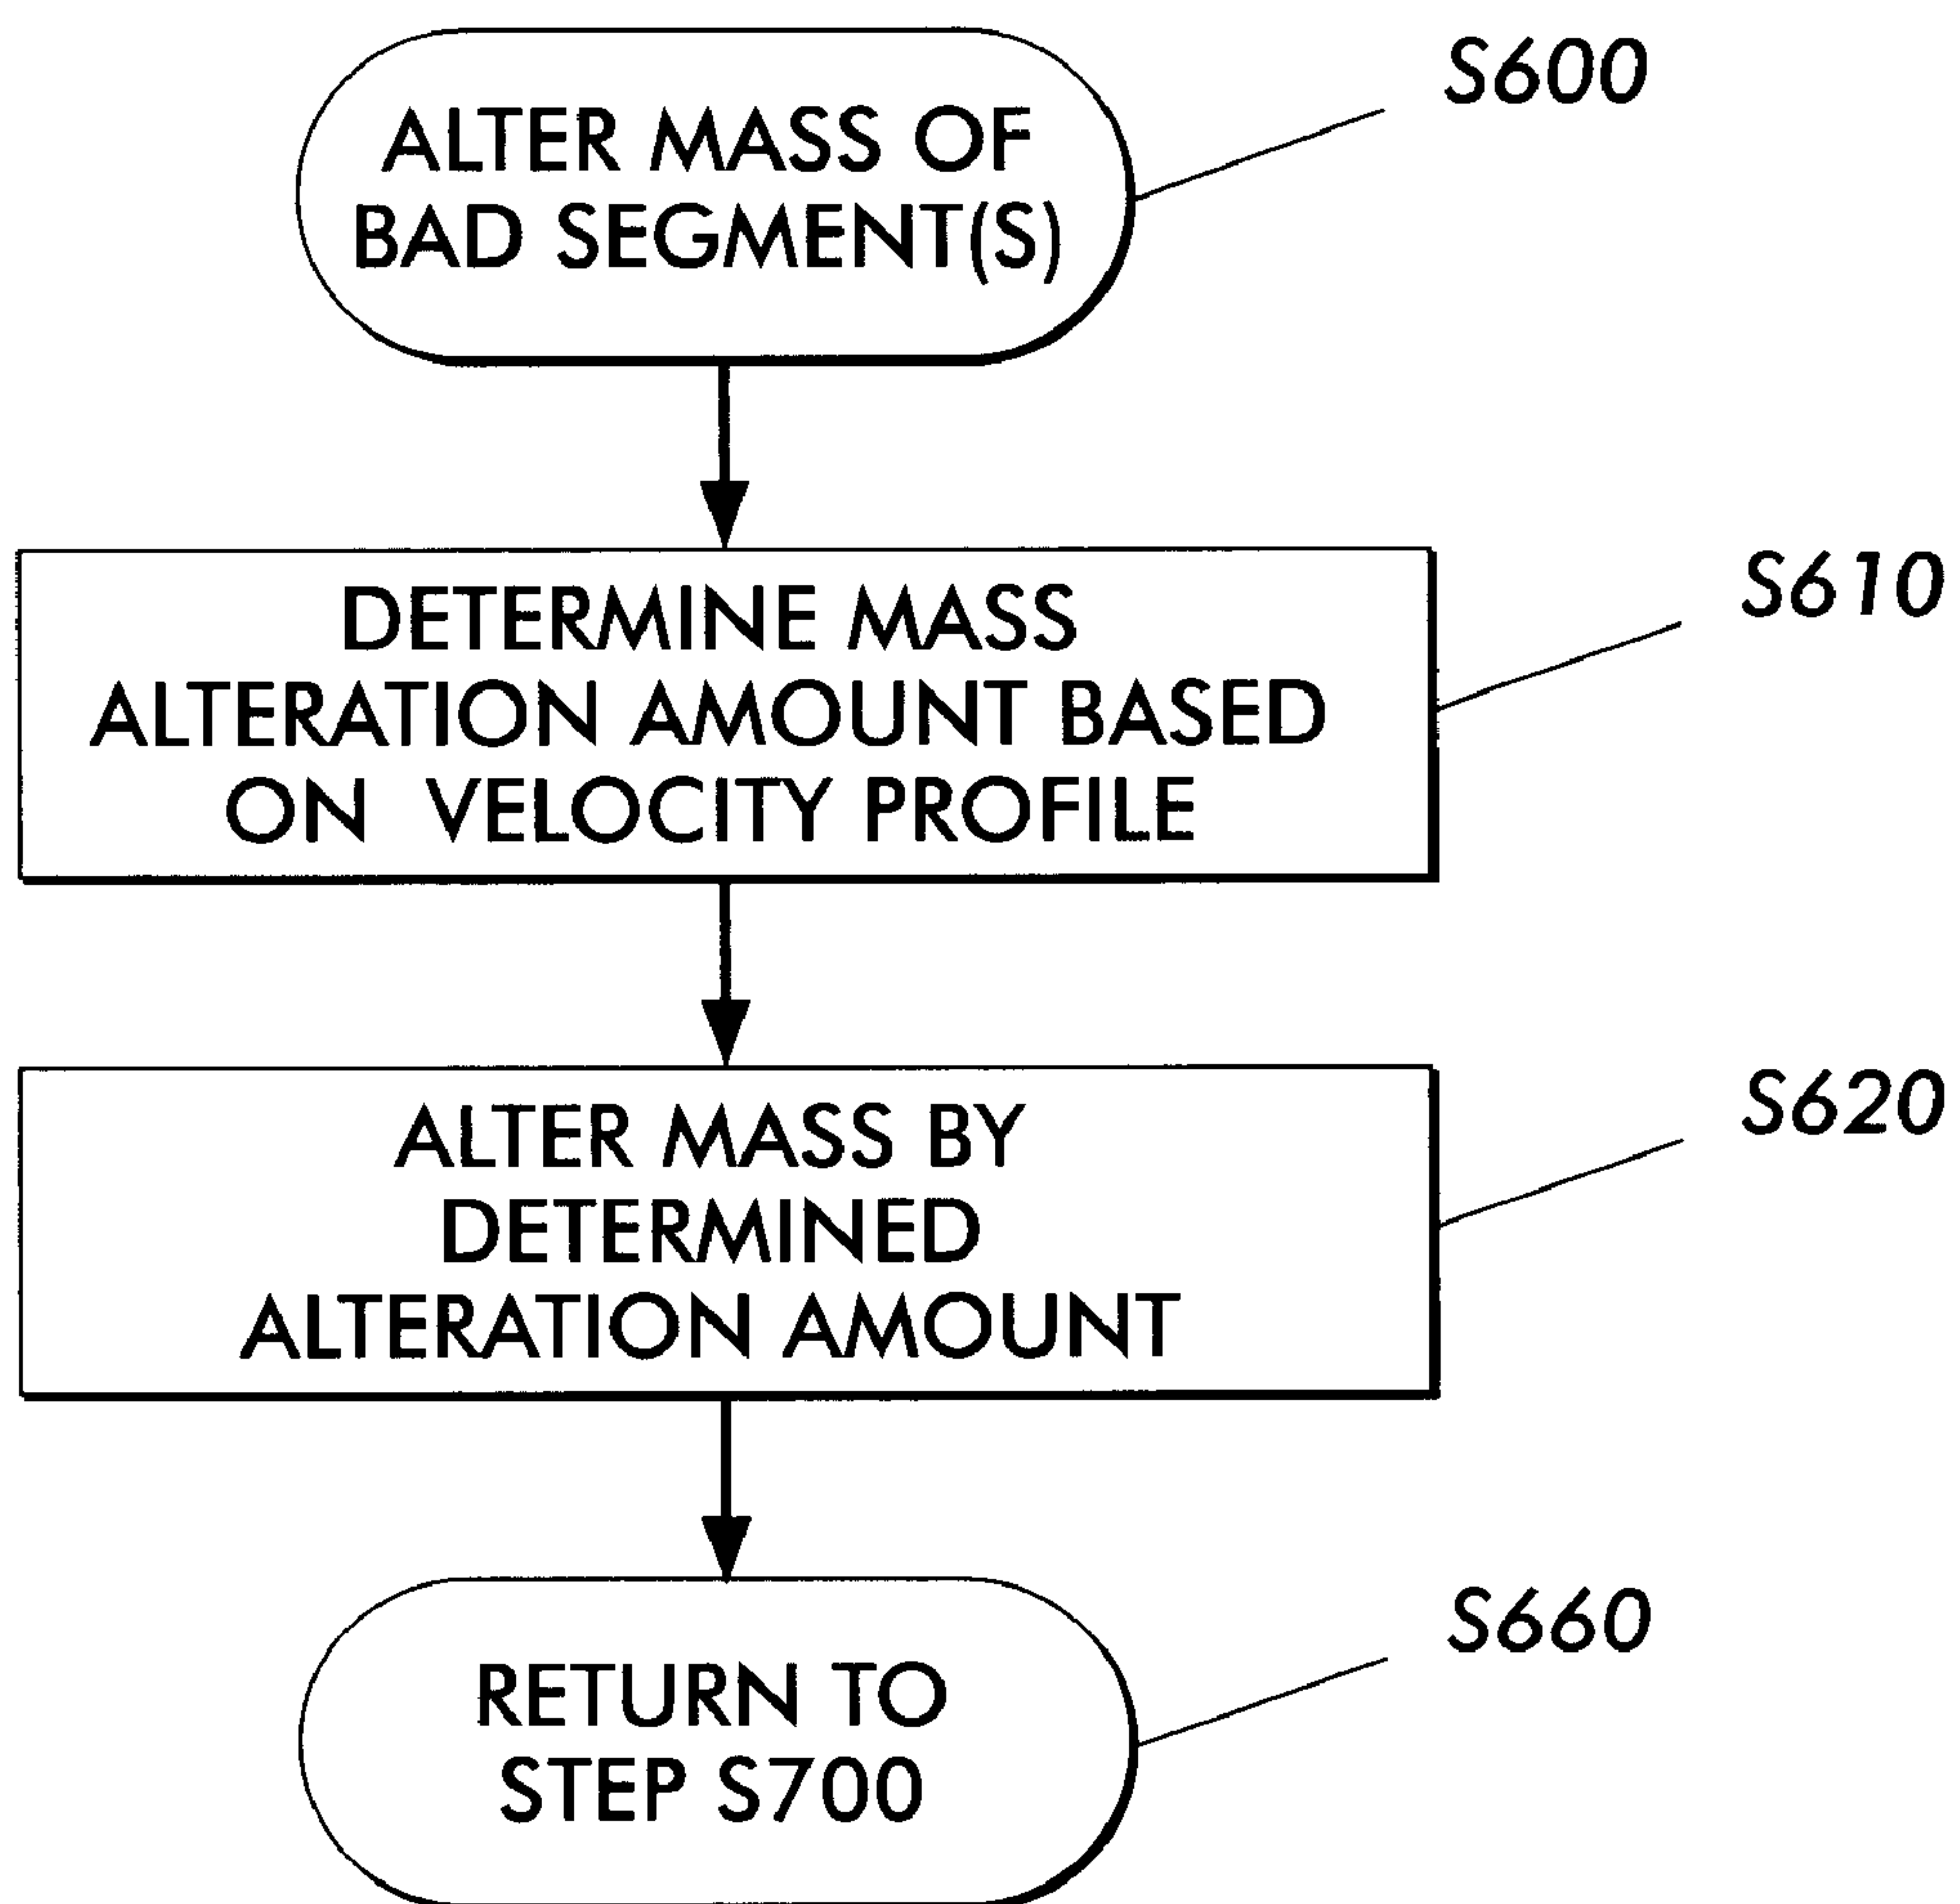 S600
ALTER MASS OF
BAD SEGMENT(S)
S610
DETERMINE MASS
ALTERATION AMOUNT BASED
ON VELOCITY PROFILE
S620
ALTER MASS BY
DETERMINED
ALTERATION AMOUNT
S660
RETURN TO
STEP S700